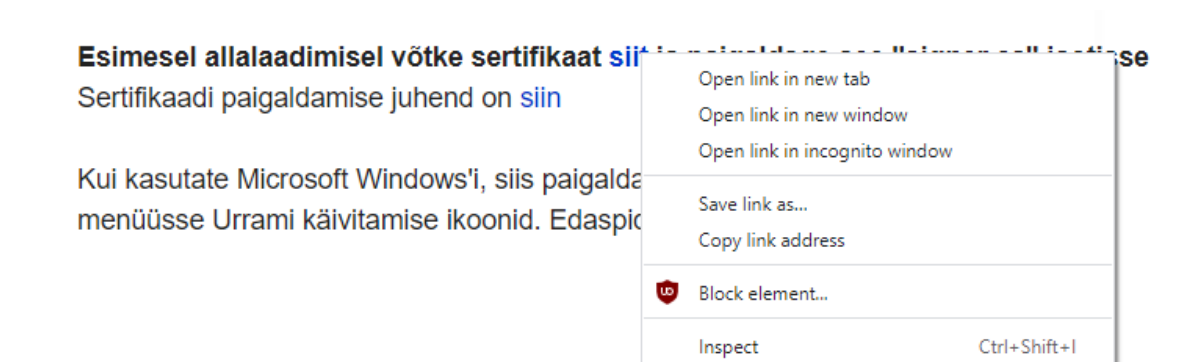 Esimesel allalaadimisel võtke sertifikaat siit se
Sertifikaadi paigaldamise juhend on siin
Kui kasutate Microsoft Windows'i, siis
menüüsse Urrami käivitamise ikoonid.
Open link in new tab
Open link in new window
Open link in incognito window
Save link as...
Copy link address
Block element...
Inspect Ctrl+Shift+I